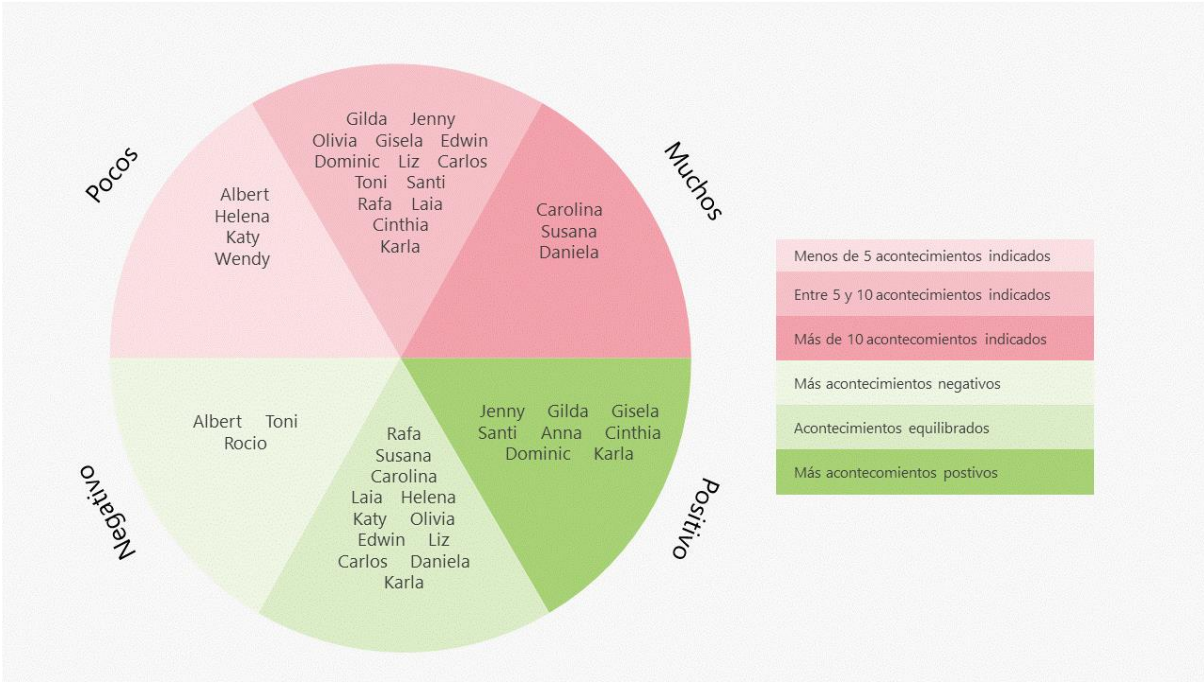 Pocos
Muchos
Negativo
Positivo
Gilda Jenny
Olivia Gisela Edwin
Dominic Liz Carlos
Toni Santi
Rafa Laia
Cinthia
Karla
Albert
Helena
Katy
Wendy
Carolina
Susana
Daniela
Albert Toni
Rocio
Rafa
Susana
Carolina
Laia Helena
Katy Olivia
Edwin Liz
Carlos Daniela
Karla
Jenny Gilda Gisela
Santi Anna Cinthia
Dominic Karla
Menos de 5 acontecimientos indicados
Entre 5 y 10 acontecimientos indicados
Más de 10 acontecomientos indicados
Más acontecimientos negativos
Acontecimientos equilibrados
Más acontecomientos postivos